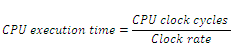 CPU execution time = CPU clock cycles / Clock rate